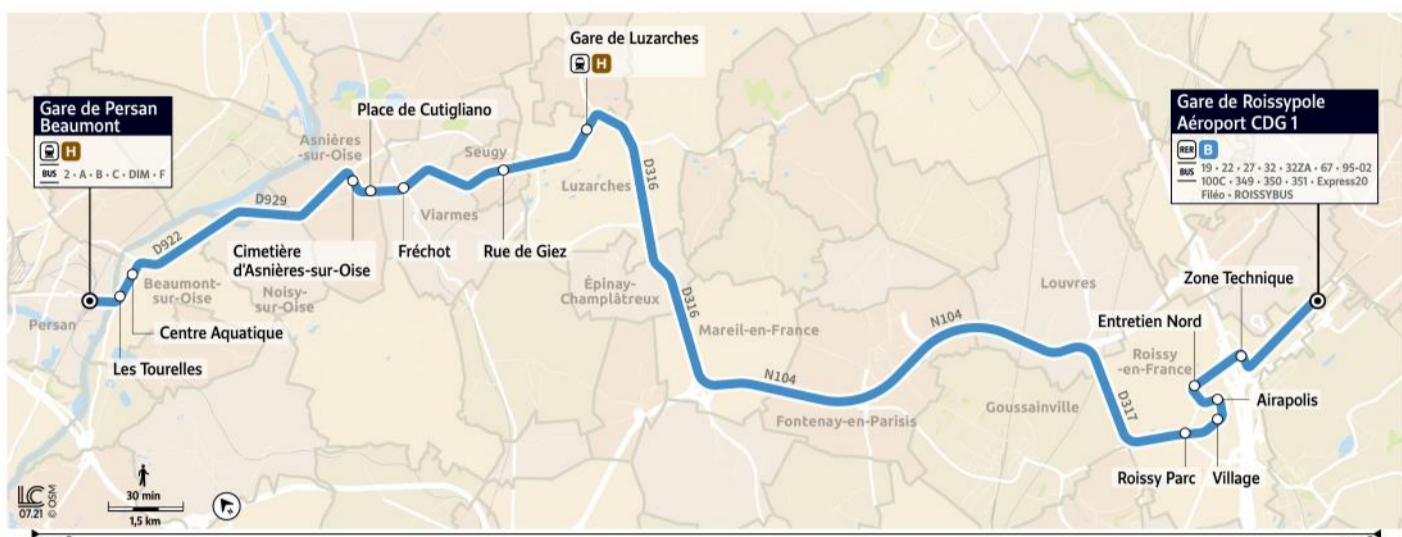 Gare de Persan
Beaumont
H
BUS 2 • A • B • C • DIM • F
Persan
Les Tourelles
Centre Aquatique
Beaumont
-sur-Oise
D922
D929
Noisy-
sur-Oise
Asnières
-sur-Oise
Cimetière
d'Asnières-sur-Oise
Place de Cutigliano
Viarmes
Fréchot
Seugy
Rue de Giez
Gare de Luzarches
H
Luzarches
D316
Épinay-
Champlâtreux
D316
Mareil-en-France
N104
Fontenay-en-Parisis
N104
Goussainville
Louvres
D317
Roissy
-en-France
Roissy Parc
Village
Airapolis
Entretien Nord
Zone Technique
Gare de Roissypole
Aéroport CDG 1
RER B
BUS 19 • 22 • 27 • 32 • 32ZA • 67 • 95-02
100C • 349 • 350 • 351 • Express20
Filéo • ROISSYBUS
LC
07.21
© OSM
30 min
1,5 km